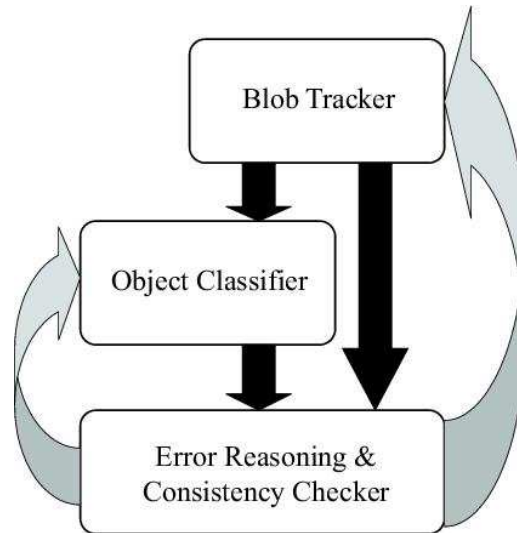 Blob Tracker
Object Classifier
Error Reasoning &
Consistency Checker